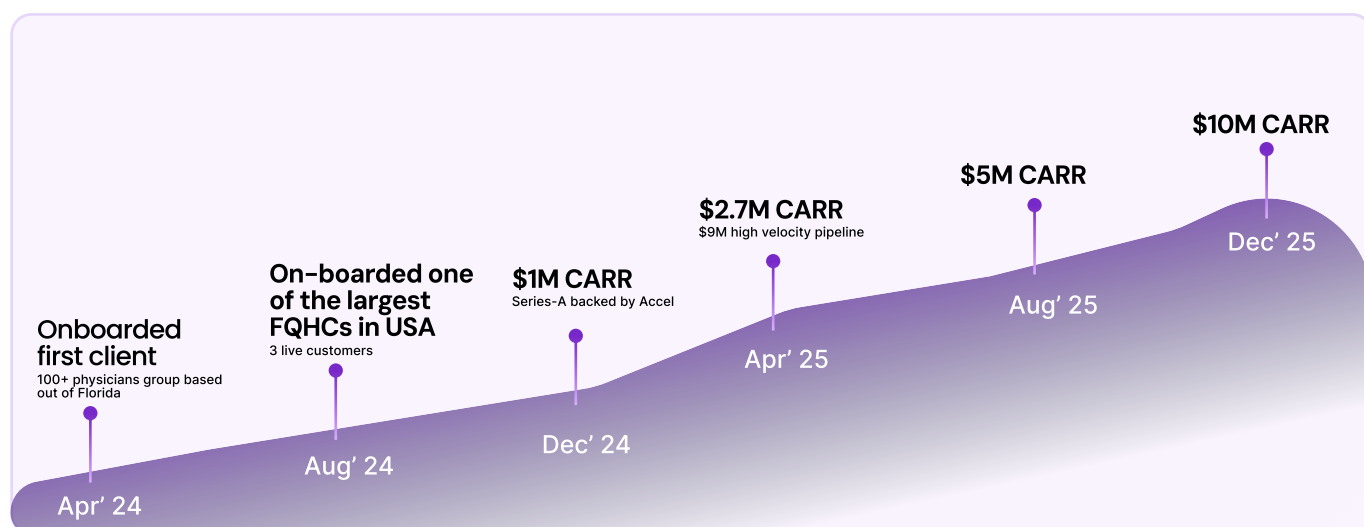 Onboarded
first client
100+ physicians group based
out of Florida
Apr’ 24
On-boarded one
of the largest
FQHCs in USA
3 live customers
Aug’ 24
$1M CARR
Series-A backed by Accel
Dec’ 24
$2.7M CARR
$9M high velocity pipeline
Apr’ 25
$5M CARR
Aug’ 25
$10M CARR
Dec’ 25